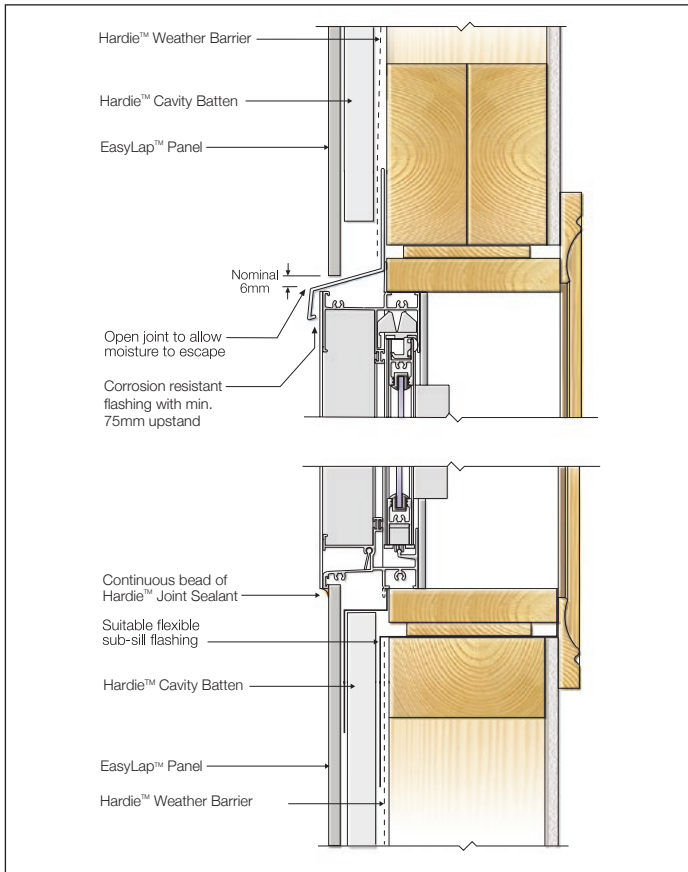 Hardie™ Weather Barrier
Hardie™ Cavity Batten
EasyLap™ Panel
Nominal
6mm
Open joint to allow
moisture to escape
Corrosion resistant
flashing with min.
75mm upstand
Continuous bead of
Hardie™ Joint Sealant
Suitable flexible
sub-sill flashing
Hardie™ Cavity Batten
EasyLap™ Panel
Hardie™ Weather Barrier